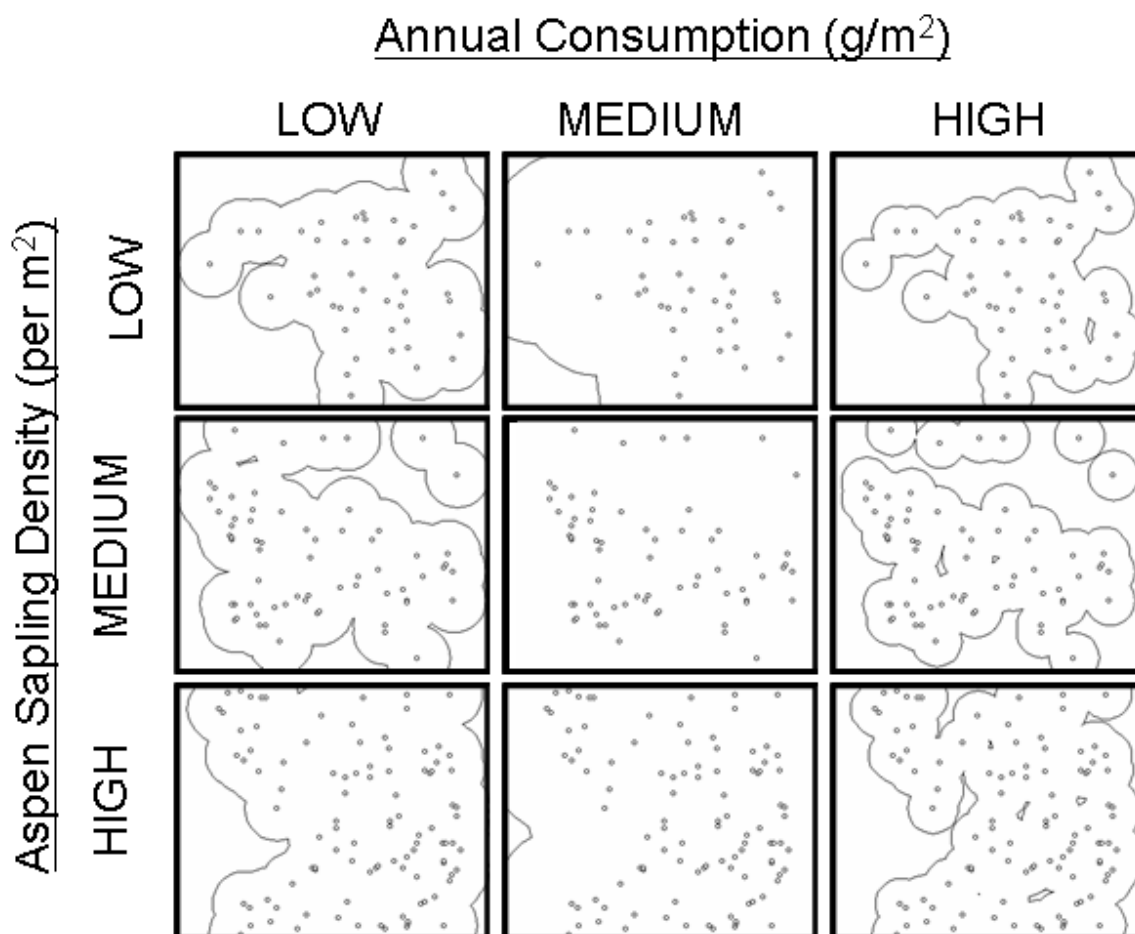 Annual Consumption (g/m²)
LOW MEDIUM HIGH
Aspen Sapling Density (per m²)
LOW
MEDIUM
HIGH